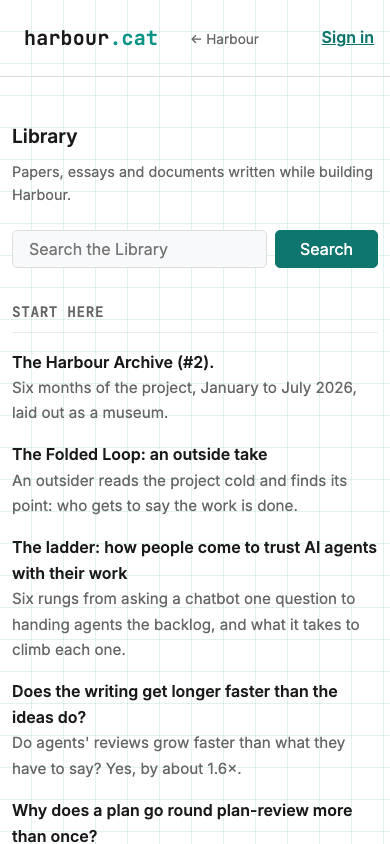 harbour.cat
← Harbour
Sign in
Library
Papers, essays and documents written while building
Harbour.
Search the Library
Search
START HERE
The Harbour Archive (#2).
Six months of the project, January to July 2026,
laid out as a museum.
The Folded Loop: an outside take
An outsider reads the project cold and finds its
point: who gets to say the work is done.
The ladder: how people come to trust AI agents
with their work
Six rungs from asking a chatbot one question to
handing agents the backlog, and what it takes to
climb each one.
Does the writing get longer faster than the
ideas do?
Do agents' reviews grow faster than what they
have to say? Yes, by about 1.6×.
Why does a plan go round plan-review more
than once?